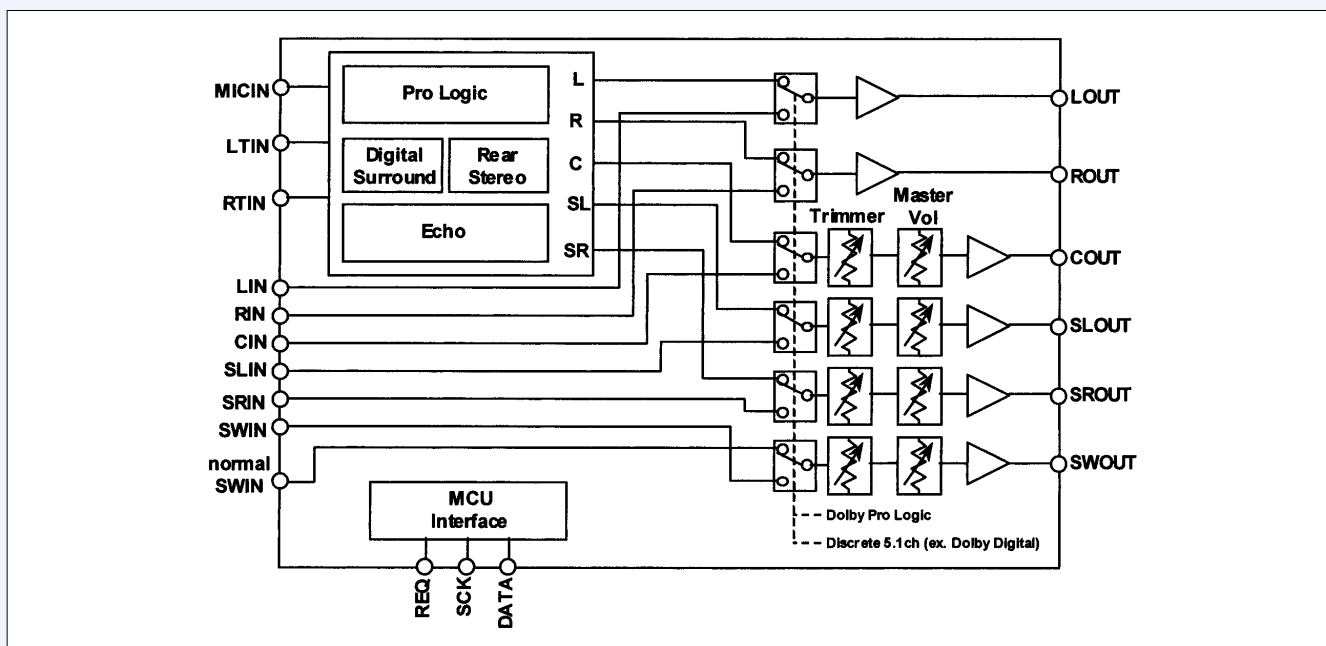 MICIN
LTIN
RTIN
LIN
RIN
CIN
SLIN
SRIN
SWIN
normal
SWIN
Pro Logic
Digital
Surround
Rear
Stereo
Echo
L
R
C
SL
SR
MCU
Interface
REQ
SCK
DATA
Trimmer
Master
Vol
LOUT
ROUT
COUT
SLOUT
SROUT
SWOUT
Dolby Pro Logic
Discrete 5.1ch (ex. Dolby Digital)